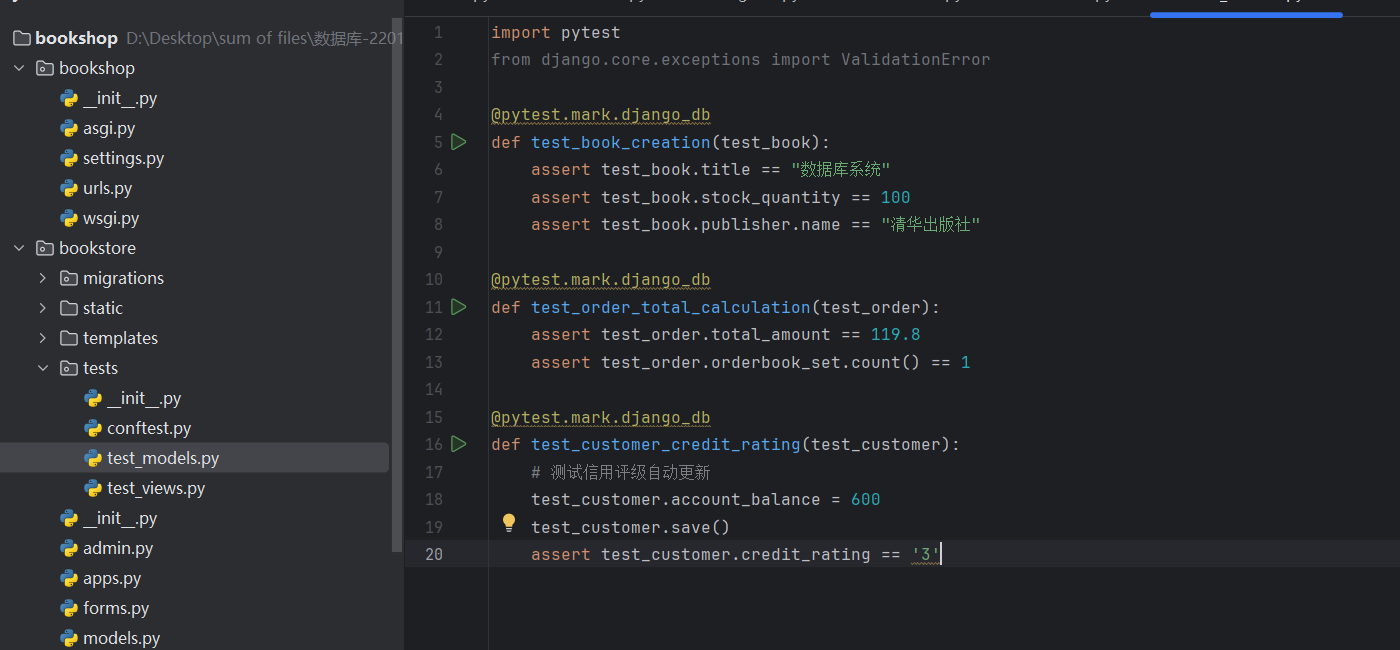 bookshop D:\Desktop\sum of files\数据库-2201
bookshop
__init__.py
asgi.py
settings.py
urls.py
wsgi.py
bookstore
migrations
static
templates
tests
__init__.py
conftest.py
test_models.py
test_views.py
__init__.py
admin.py
apps.py
forms.py
models.py
1 import pytest
2 from django.core.exceptions import ValidationError
3
4 @pytest.mark.django_db
5 def test_book_creation(test_book):
6 assert test_book.title == "数据库系统"
7 assert test_book.stock_quantity == 100
8 assert test_book.publisher.name == "清华出版社"
9
10 @pytest.mark.django_db
11 def test_order_total_calculation(test_order):
12 assert test_order.total_amount == 119.8
13 assert test_order.orderbook_set.count() == 1
14
15 @pytest.mark.django_db
16 def test_customer_credit_rating(test_customer):
17 # 测试信用评级自动更新
18 test_customer.account_balance = 600
19 test_customer.save()
20 assert test_customer.credit_rating == '3'